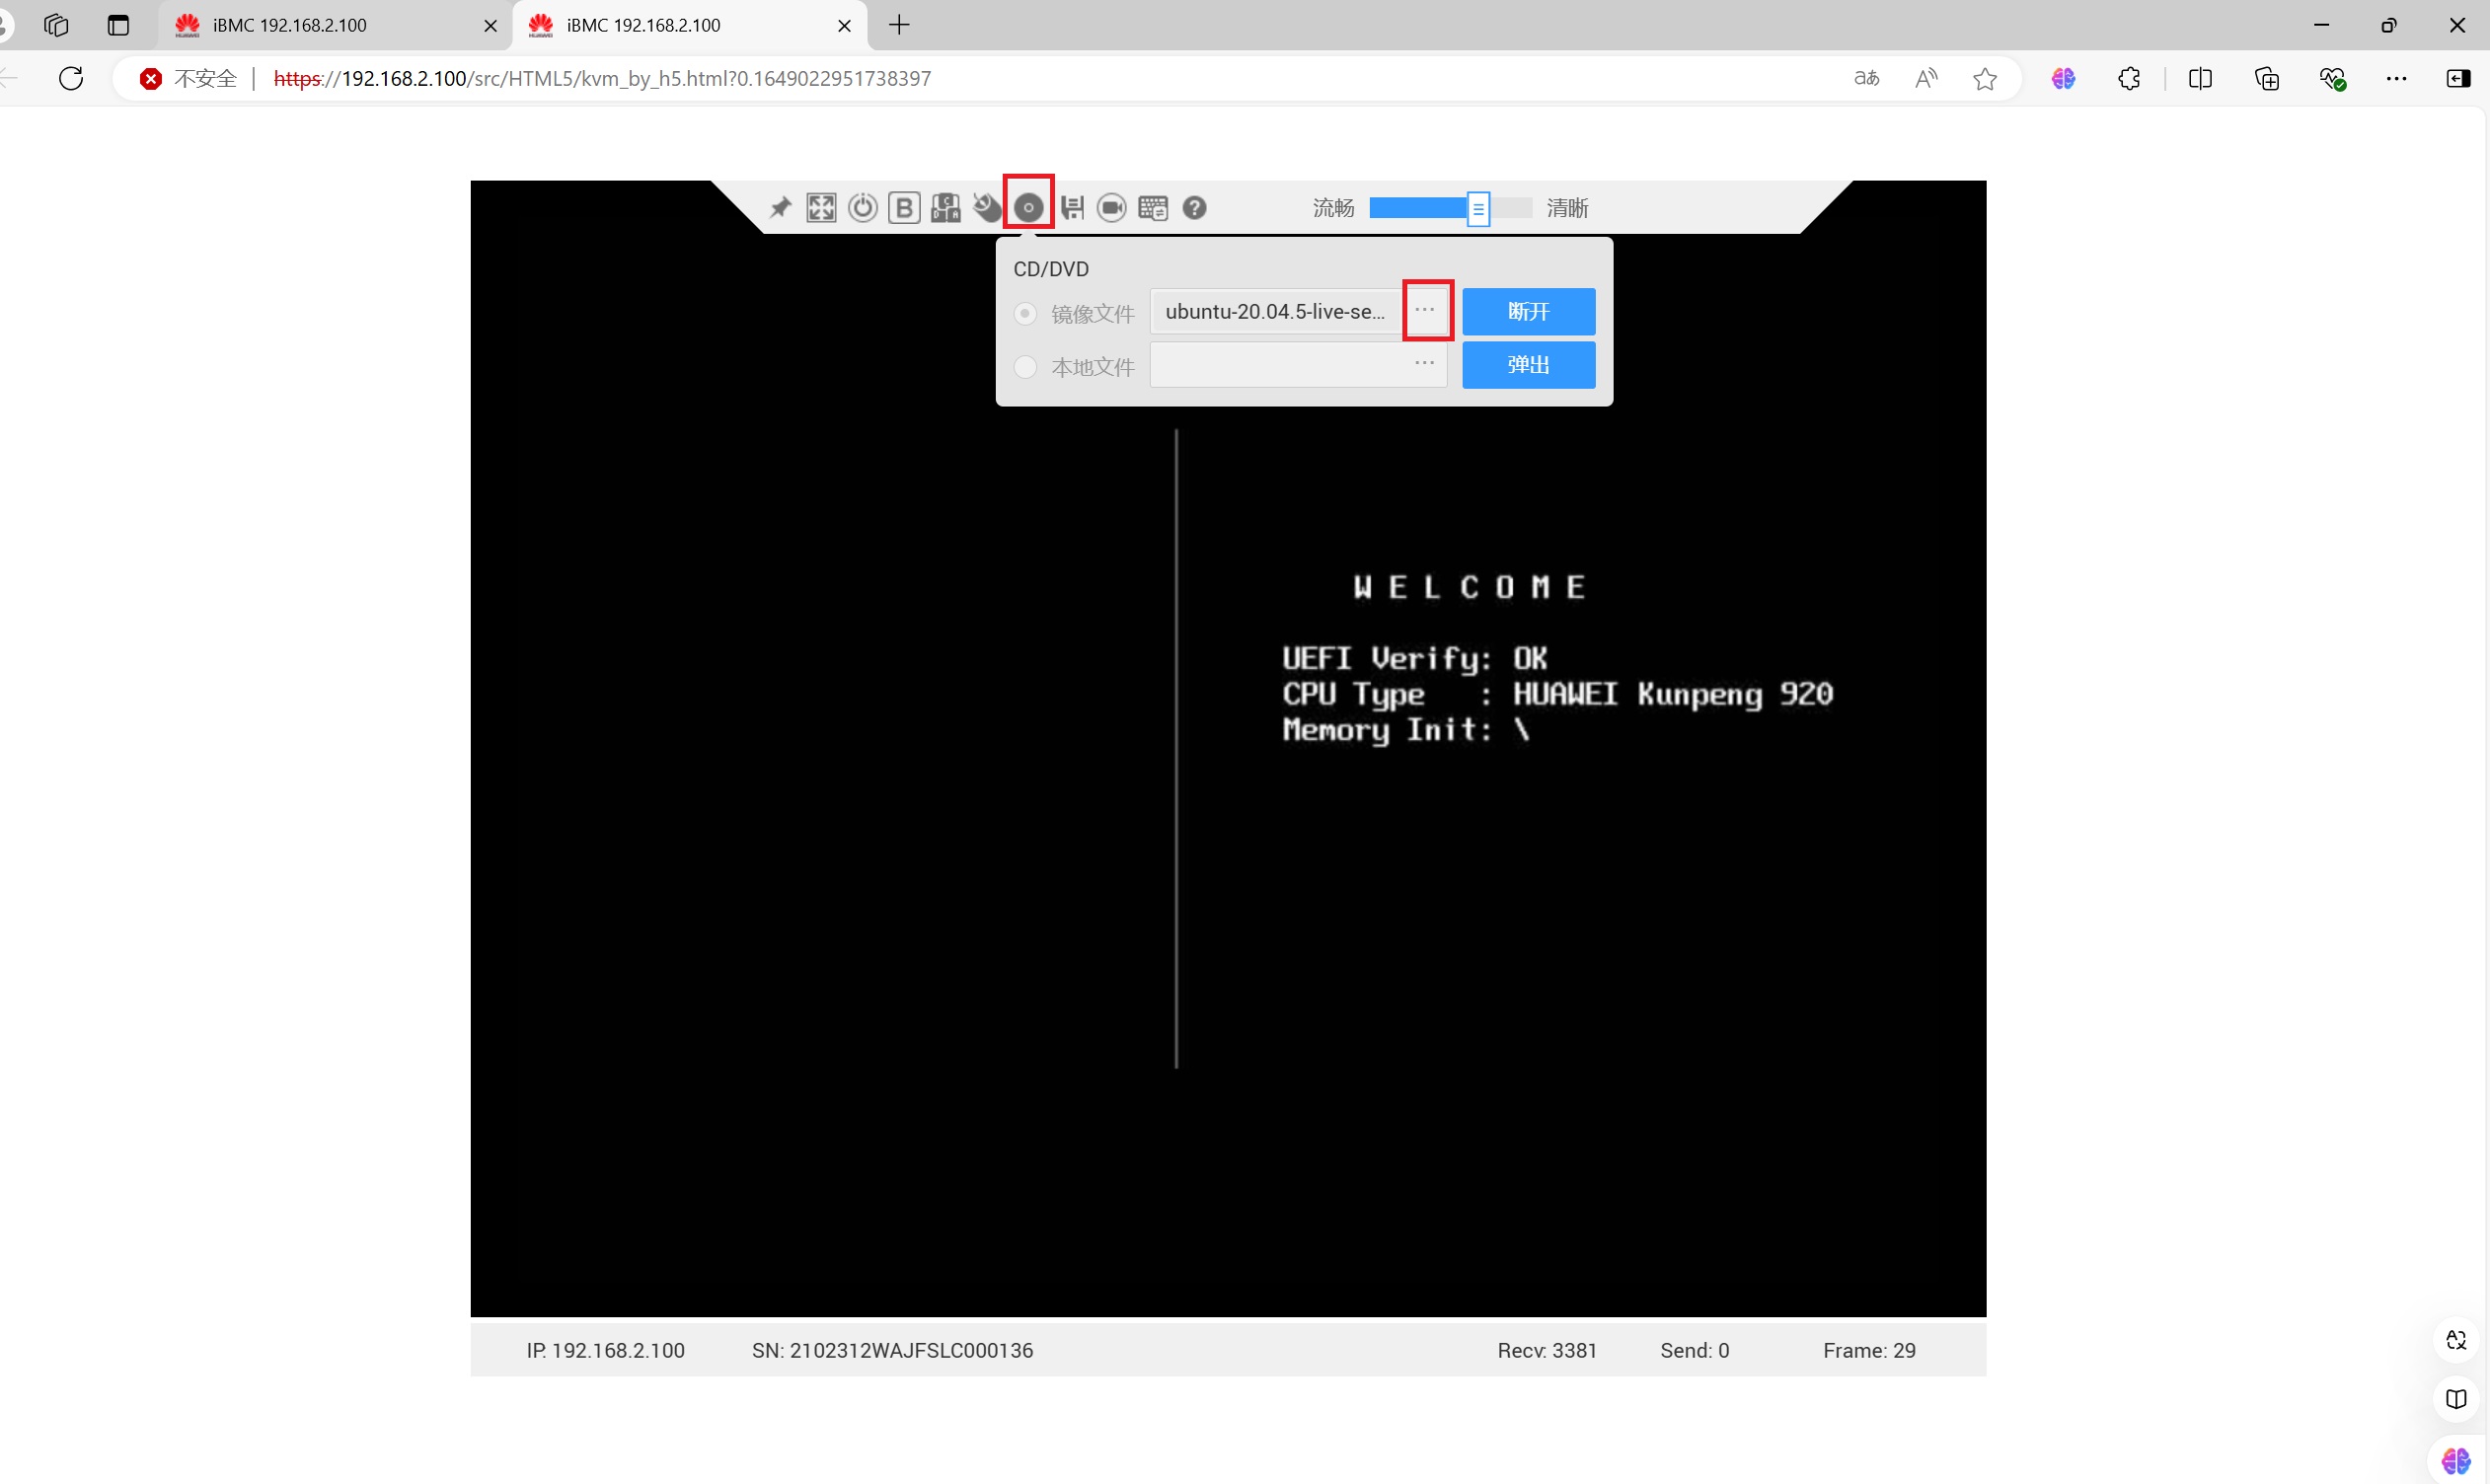 iBMC 192.168.2.100
iBMC 192.168.2.100
不安全
https://192.168.2.100/src/HTML5/kvm_by_h5.html?0.1649022951738397
流畅
清晰
CD/DVD
镜像文件 ubuntu-20.04.5-live-se... ... 断开
本地文件 ... 弹出
W E L C O M E
UEFI Verify: OK
CPU Type : HUAWEI Kunpeng 920
Memory Init: \
IP: 192.168.2.100 SN: 2102312WAJFSLC000136 Recv: 3381 Send: 0 Frame: 29